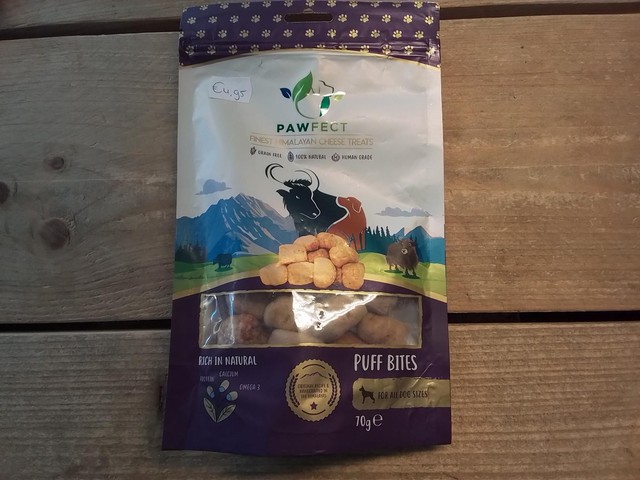 €4,95
PAWFECT
FINEST HIMALAYAN CHEESE TREATS
GRAIN FREE
100% NATURAL
HUMAN GRADE
RICH IN NATURAL
PROTEIN
CALCIUM
OMEGA 3
PUFF BITES
FOR ALL DOG SIZES
70g e